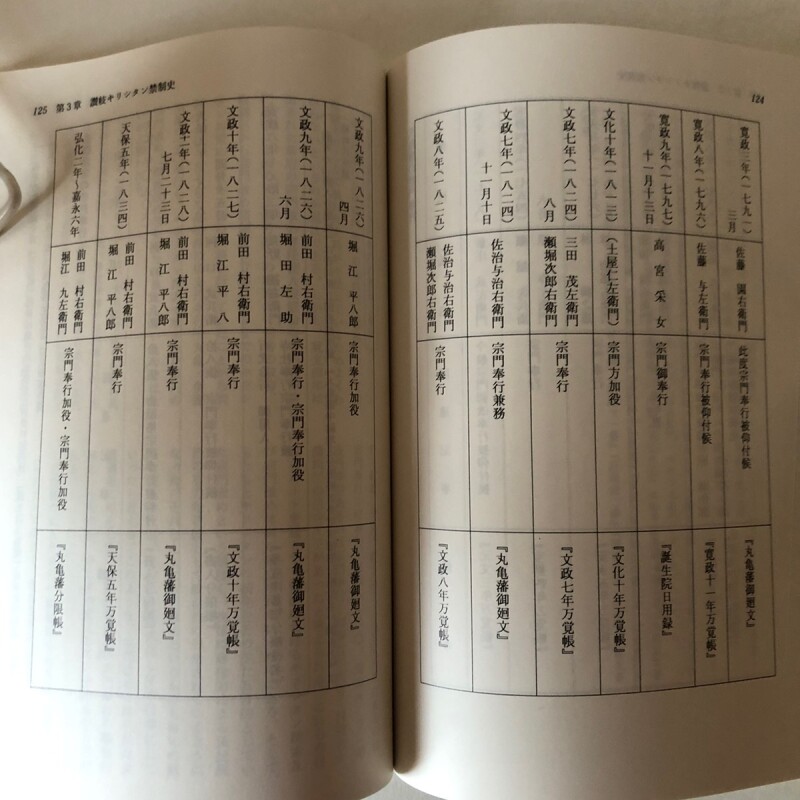 124
寛政三年(一七九一)
三月
佐藤 園右衛門
此度宗門奉行被仰付候
『丸亀藩御廻文』
寛政八年(一七九六)
佐藤 与左衛門
宗門奉行被仰付候
『寛政十一年万覚帳』
寛政九年(一七九七)
十一月十三日
高宮采女
宗門御奉行
『誕生院日用録』
文化十年(一八一三)
(土屋仁左衛門)
宗門方加役
『文化十年万覚帳』
文政七年(一八二四)
八月
三田 茂左衛門
瀬堀次郎右衛門
宗門奉行
『文政七年万覚帳』
文政七年(一八二四)
十一月十日
佐治与治右衛門
宗門奉行兼務
『丸亀藩御廻文』
文政八年(一八二五)
佐治与治右衛門
瀬堀次郎右衛門
宗門奉行
『文政八年万覚帳』
125 第3章 讃岐キリシタン禁制史
文政九年(一八二六)
四月
堀江平八郎
宗門奉行加役
『丸亀藩御廻文』
文政九年(一八二六)
六月
前田 村右衛門
堀田左助
宗門奉行・宗門奉行加役
『丸亀藩御廻文』
文政十年(一八二七)
前田 村右衛門
堀江平八
宗門奉行
『文政十年万覚帳』
文政十一年(一八二八)
七月二十三日
前田 村右衛門
堀江平八郎
宗門奉行
『丸亀藩御廻文』
天保五年(一八三四)
前田 村右衛門
堀江平八郎
宗門奉行
『天保五年万覚帳』
弘化二年〜嘉永六年
前田 村右衛門
堀江 九左衛門
宗門奉行加役・宗門奉行加役
『丸亀藩分限帳』